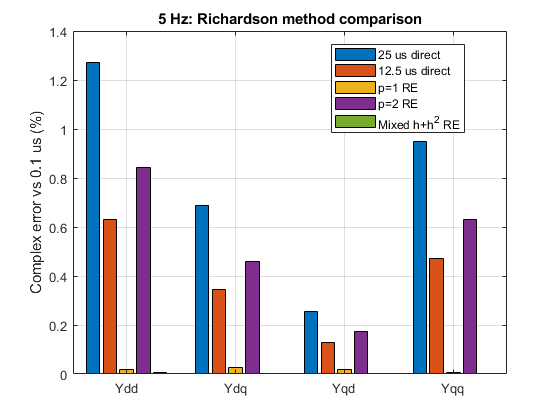 5 Hz: Richardson method comparison
Complex error vs 0.1 us (%)
1.4
1.2
1
0.8
0.6
0.4
0.2
0
25 us direct
12.5 us direct
p=1 RE
p=2 RE
Mixed h+h² RE
Ydd
Ydq
Yqd
Yqq